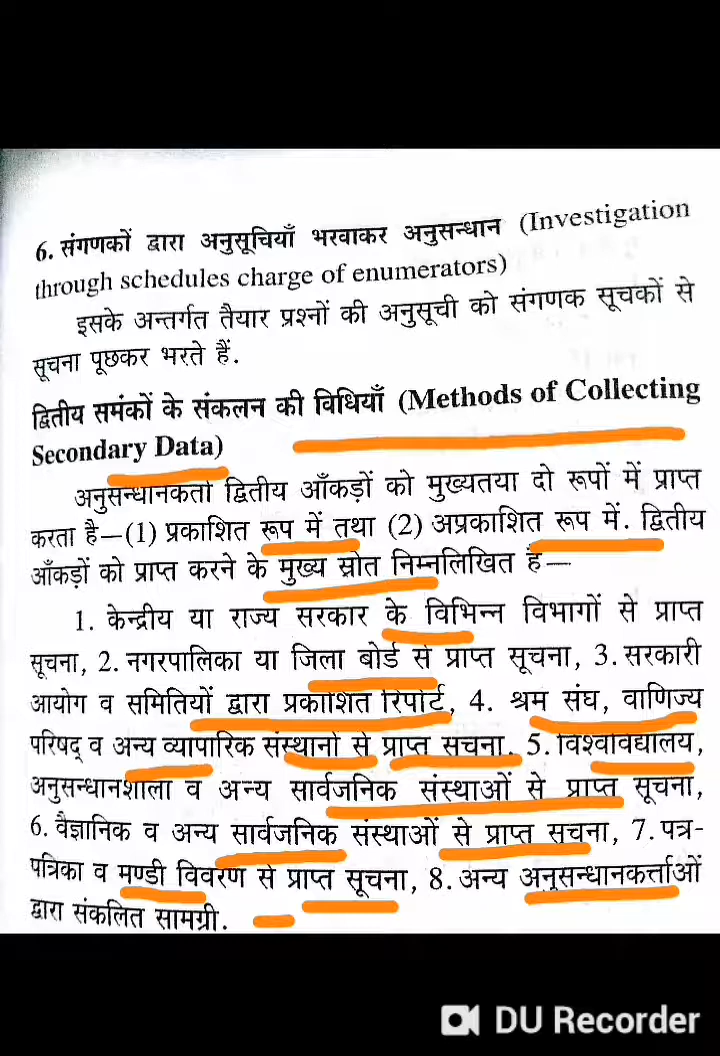 6. संगणकों द्वारा अनुसूचियाँ भरवाकर अनुसन्धान (Investigation
through schedules charge of enumerators)
इसके अन्तर्गत तैयार प्रश्नों की अनुसूची को संगणक सूचकों से
सूचना पूछकर भरते हैं.
द्वितीय समंकों के संकलन की विधियाँ (Methods of Collecting
Secondary Data)
अनुसन्धानकर्ता द्वितीय आँकड़ों को मुख्यतया दो रूपों में प्राप्त
करता है—(1) प्रकाशित रूप में तथा (2) अप्रकाशित रूप में. द्वितीय
आँकड़ों को प्राप्त करने के मुख्य स्रोत निम्नलिखित हैं—
1. केन्द्रीय या राज्य सरकार के विभिन्न विभागों से प्राप्त
सूचना, 2. नगरपालिका या जिला बोर्ड से प्राप्त सूचना, 3. सरकारी
आयोग व समितियों द्वारा प्रकाशित रिपोर्ट, 4. श्रम संघ, वाणिज्य
परिषद् व अन्य व्यापारिक संस्थानों से प्राप्त सूचना. 5. विश्वविद्यालय,
अनुसन्धानशाला व अन्य सार्वजनिक संस्थाओं से प्राप्त सूचना,
6. वैज्ञानिक व अन्य सार्वजनिक संस्थाओं से प्राप्त सूचना, 7. पत्र-
पत्रिका व मण्डी विवरण से प्राप्त सूचना, 8. अन्य अनुसन्धानकर्त्ताओं
द्वारा संकलित सामग्री.
DU Recorder